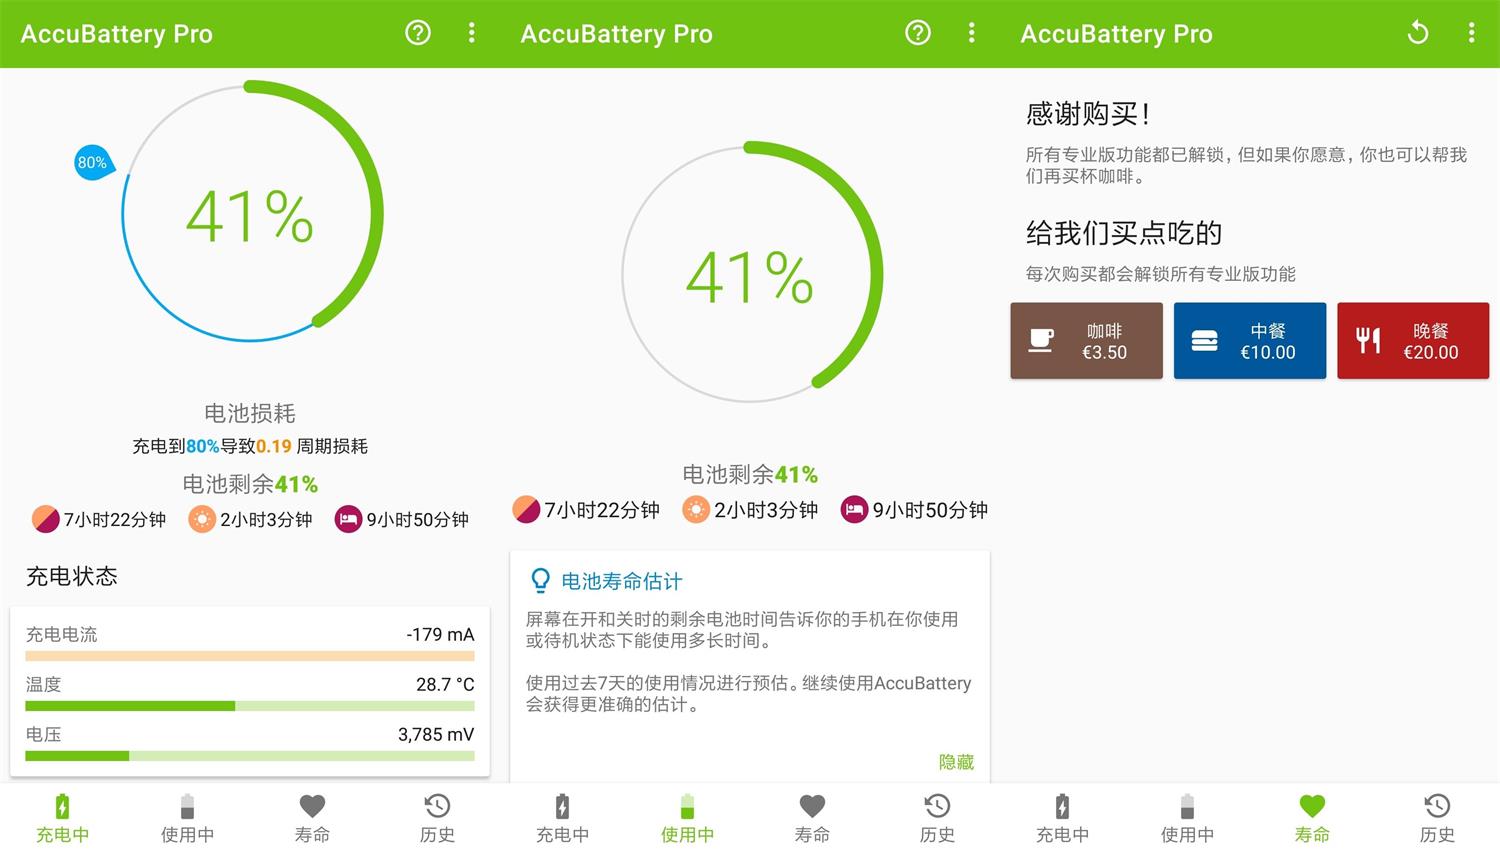 AccuBattery Pro
80%
41%
电池损耗
充电到80%导致0.19 周期损耗
电池剩余41%
7小时22分钟 2小时3分钟 9小时50分钟
充电状态
充电电流 -179 mA
温度 28.7 °C
电压 3,785 mV
充电中 使用中 寿命 历史
AccuBattery Pro
41%
电池剩余41%
7小时22分钟 2小时3分钟 9小时50分钟
电池寿命估计
屏幕在开和关时的剩余电池时间告诉你的手机在你使用
或待机状态下能使用多长时间。
使用过去7天的使用情况进行预估。继续使用AccuBattery
会获得更准确的估计。
隐藏
充电中 使用中 寿命 历史
AccuBattery Pro
感谢购买!
所有专业版功能都已解锁,但如果你愿意,你也可以帮我
们再买杯咖啡。
给我们买点吃的
每次购买都会解锁所有专业版功能
咖啡
€3.50
中餐
€10.00
晚餐
€20.00
充电中 使用中 寿命 历史